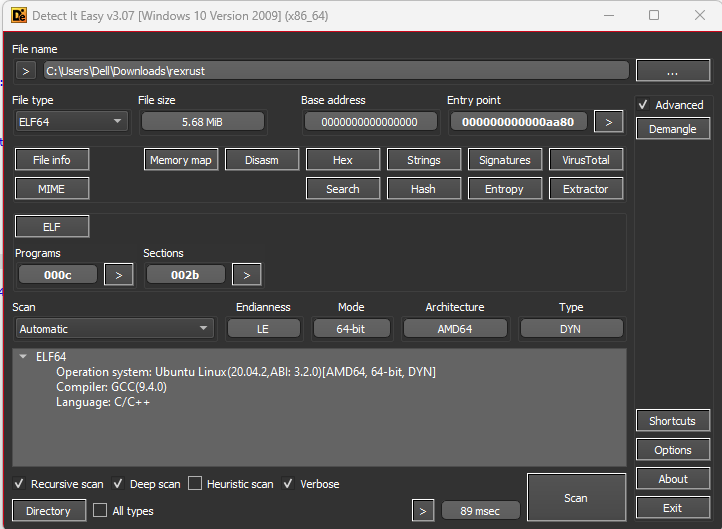 Detect It Easy v3.07 [Windows 10 Version 2009] (x86_64)
File name
> C:\Users\Dell\Downloads\rexrust ...
File type File size Base address Entry point Advanced
ELF64 5.68 MiB 0000000000000000 000000000000aa80 > Demangle
File info Memory map Disasm Hex Strings Signatures VirusTotal
MIME Search Hash Entropy Extractor
ELF
Programs Sections
000c > 002b >
Scan Endianness Mode Architecture Type
Automatic LE 64-bit AMD64 DYN
ELF64
Operation system: Ubuntu Linux(20.04.2,ABI: 3.2.0)[AMD64, 64-bit, DYN]
Compiler: GCC(9.4.0)
Language: C/C++
Shortcuts
Options
Recursive scan Deep scan Heuristic scan Verbose Scan About
Directory All types > 89 msec Exit